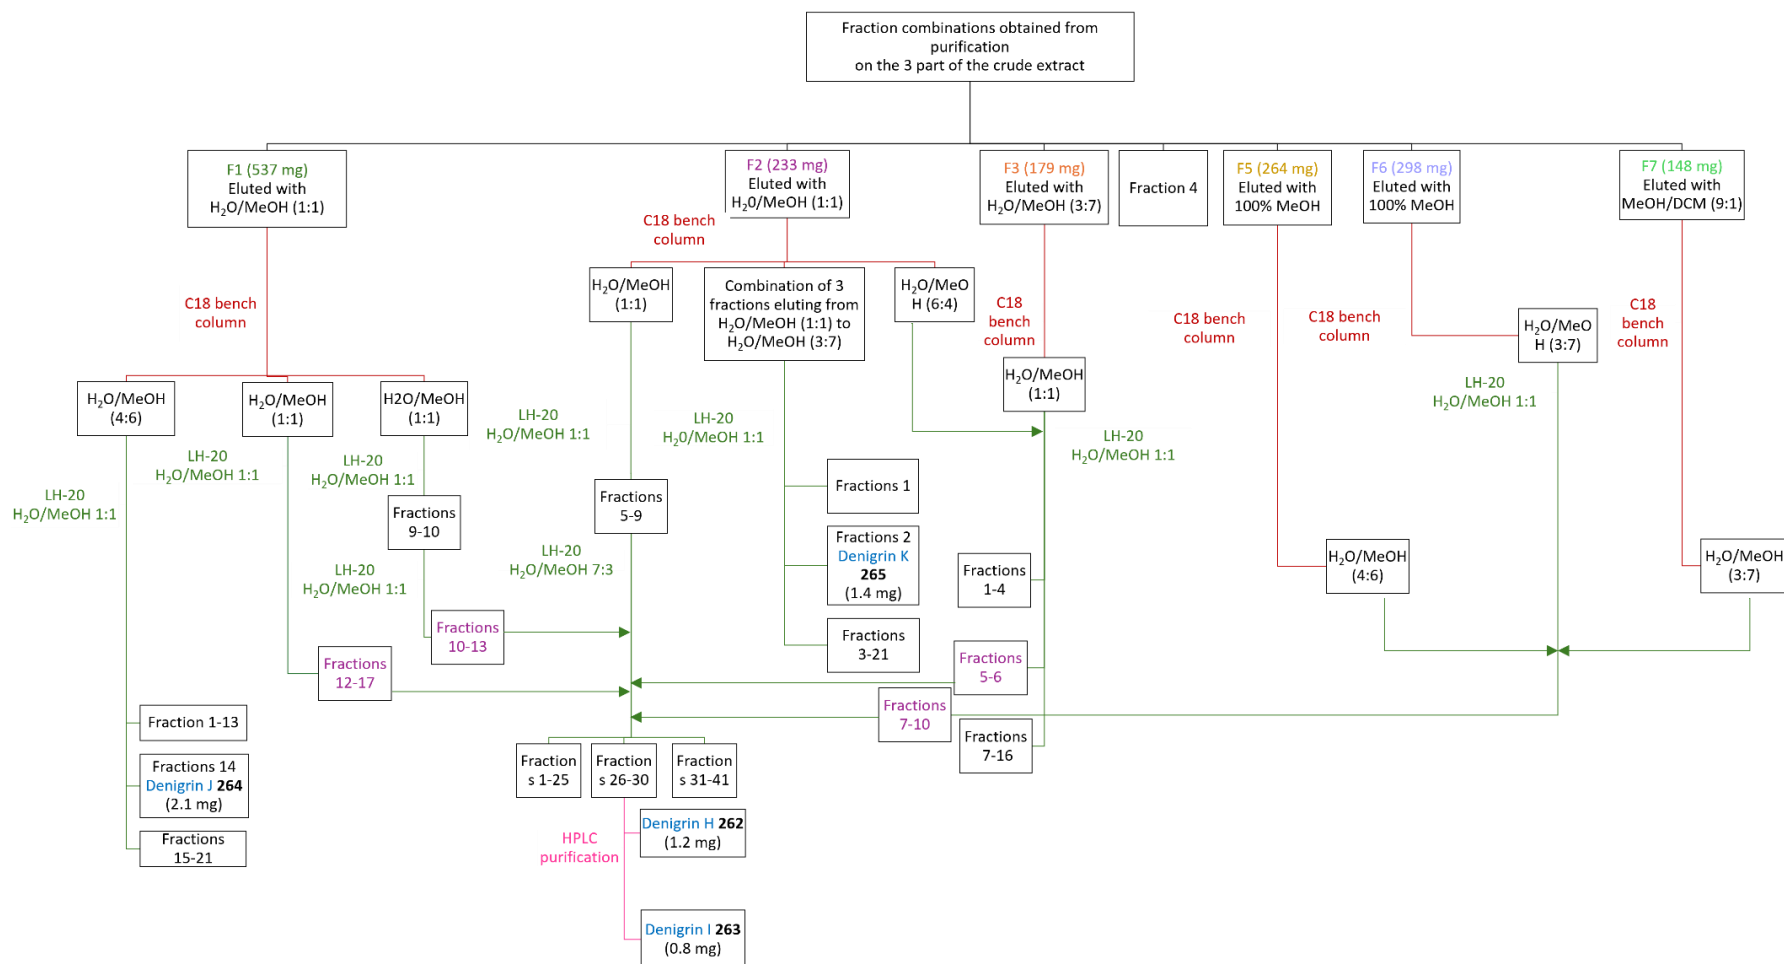 Fraction combinations obtained from
purification
on the 3 part of the crude extract
F1 (537 mg)
Eluted with
H₂O/MeOH (1:1)
F2 (233 mg)
Eluted with
H₂0/MeOH (1:1)
F3 (179 mg)
Eluted with
H₂O/MeOH (3:7)
Fraction 4
F5 (264 mg)
Eluted with
100% MeOH
F6 (298 mg)
Eluted with
100% MeOH
F7 (148 mg)
Eluted with
MeOH/DCM (9:1)
C18 bench
column
C18 bench
column
C18
bench
column
C18 bench
column
C18 bench
column
C18
bench
column
H₂O/MeOH
(1:1)
Combination of 3
fractions eluting from
H₂O/MeOH (1:1) to
H₂O/MeOH (3:7)
H₂O/MeO
H (6:4)
H₂O/MeO
H (3:7)
H₂O/MeOH
(1:1)
H₂O/MeOH
(4:6)
H₂O/MeOH
(1:1)
H2O/MeOH
(1:1)
LH-20
H₂O/MeOH 1:1
LH-20
H₂O/MeOH 1:1
LH-20
H₂O/MeOH 1:1
LH-20
H₂O/MeOH 1:1
LH-20
H₂0/MeOH 1:1
LH-20
H₂O/MeOH 1:1
LH-20
H₂O/MeOH 1:1
Fractions
9-10
Fractions
5-9
Fractions 1
Fractions 2
Denigrin K
265
(1.4 mg)
Fractions
3-21
LH-20
H₂O/MeOH 1:1
LH-20
H₂O/MeOH 7:3
Fractions
1-4
H₂O/MeOH
(4:6)
H₂O/MeOH
(3:7)
Fractions
10-13
Fractions
12-17
Fractions
5-6
Fractions
7-10
Fractions
7-16
Fraction 1-13
Fractions 14
Denigrin J 264
(2.1 mg)
Fractions
15-21
Fraction
s 1-25
Fraction
s 26-30
Fraction
s 31-41
HPLC
purification
Denigrin H 262
(1.2 mg)
Denigrin I 263
(0.8 mg)